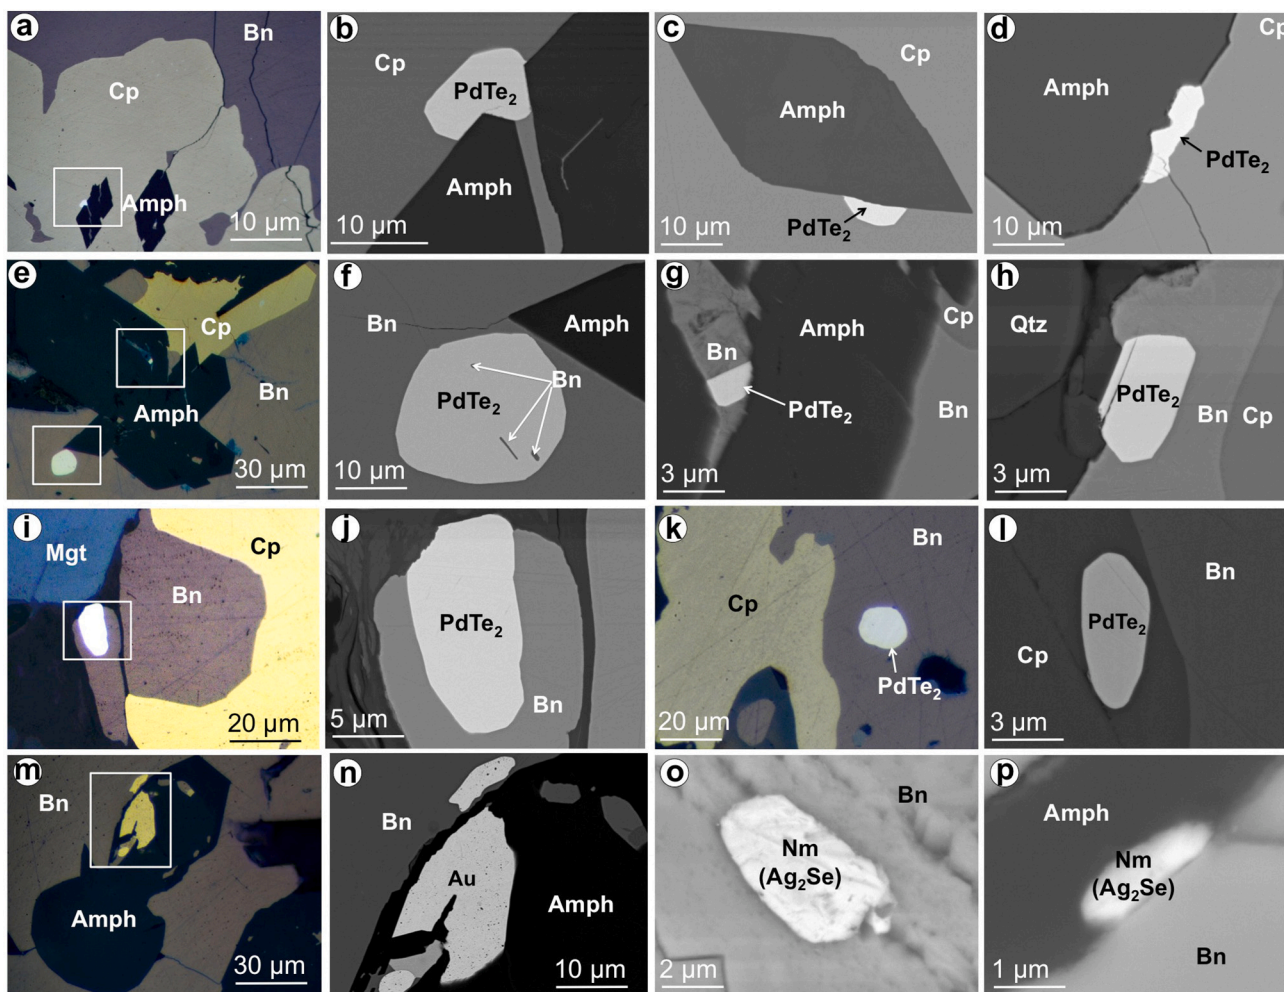 a
Bn
Cp
Amph
10 µm
b
Cp
PdTe₂
Amph
10 µm
c
Cp
Amph
PdTe₂
10 µm
d
Cp
Amph
PdTe₂
10 µm
e
Cp
Bn
Amph
30 µm
f
Bn
Amph
Bn
PdTe₂
10 µm
g
Cp
Amph
Bn
PdTe₂
Bn
3 µm
h
Qtz
PdTe₂
Bn
Cp
3 µm
i
Mgt
Cp
Bn
20 µm
j
PdTe₂
Bn
5 µm
k
Bn
Cp
PdTe₂
20 µm
l
Bn
PdTe₂
Cp
3 µm
m
Bn
Amph
30 µm
n
Bn
Au
Amph
10 µm
o
Bn
Nm
(Ag₂Se)
2 µm
p
Amph
Nm
(Ag₂Se)
Bn
1 µm